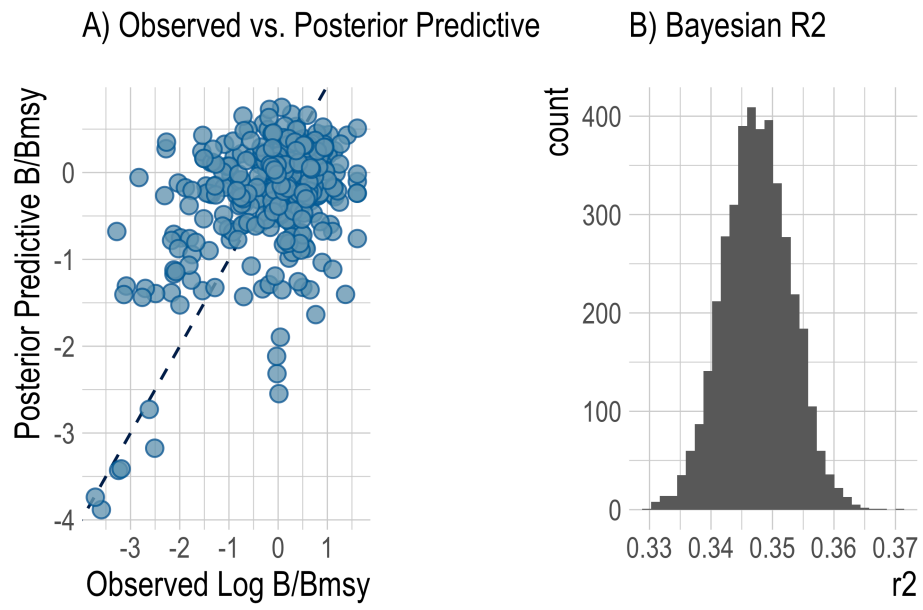 A) Observed vs. Posterior Predictive
Posterior Predictive B/Bmsy
0
-1
-2
-3
-4
-3 -2 -1 0 1
Observed Log B/Bmsy
B) Bayesian R2
count
400
300
200
100
0
0.33 0.34 0.35 0.36 0.37
r2